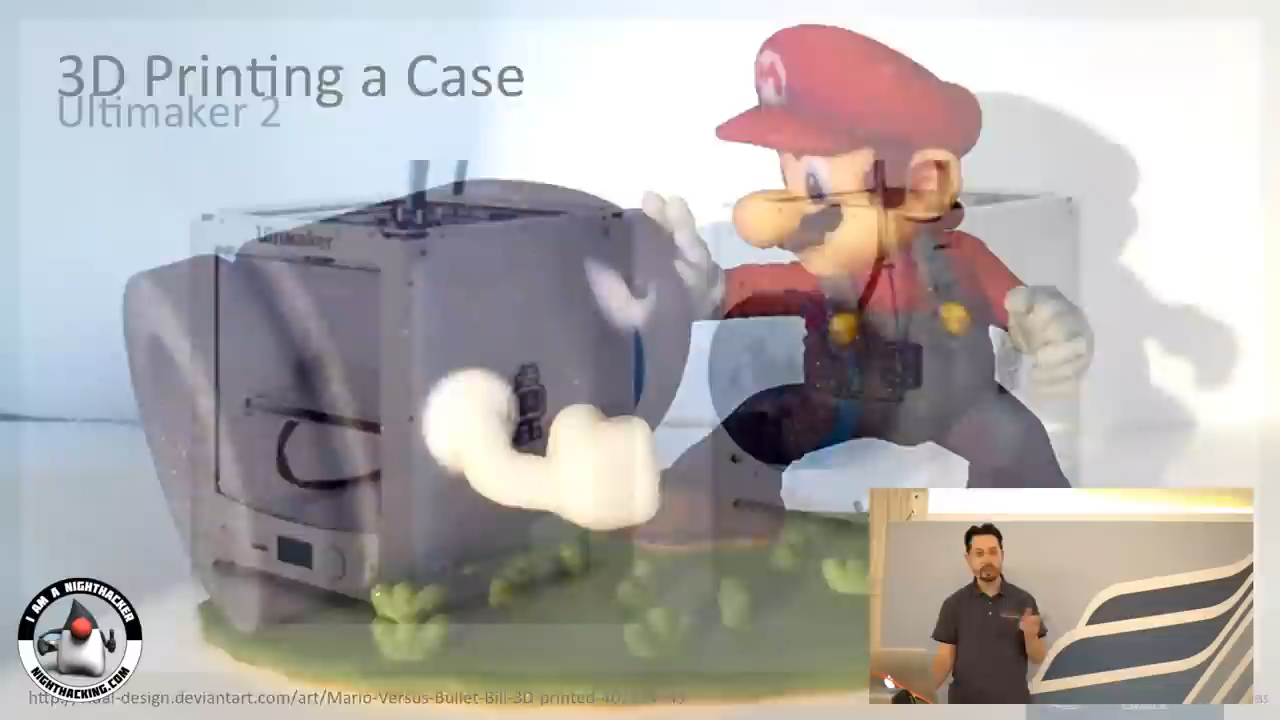 3D Printing a Case
Ultimaker 2
Ultimaker
M
I AM A NIGHTHACKER
NIGHTHACKING.COM